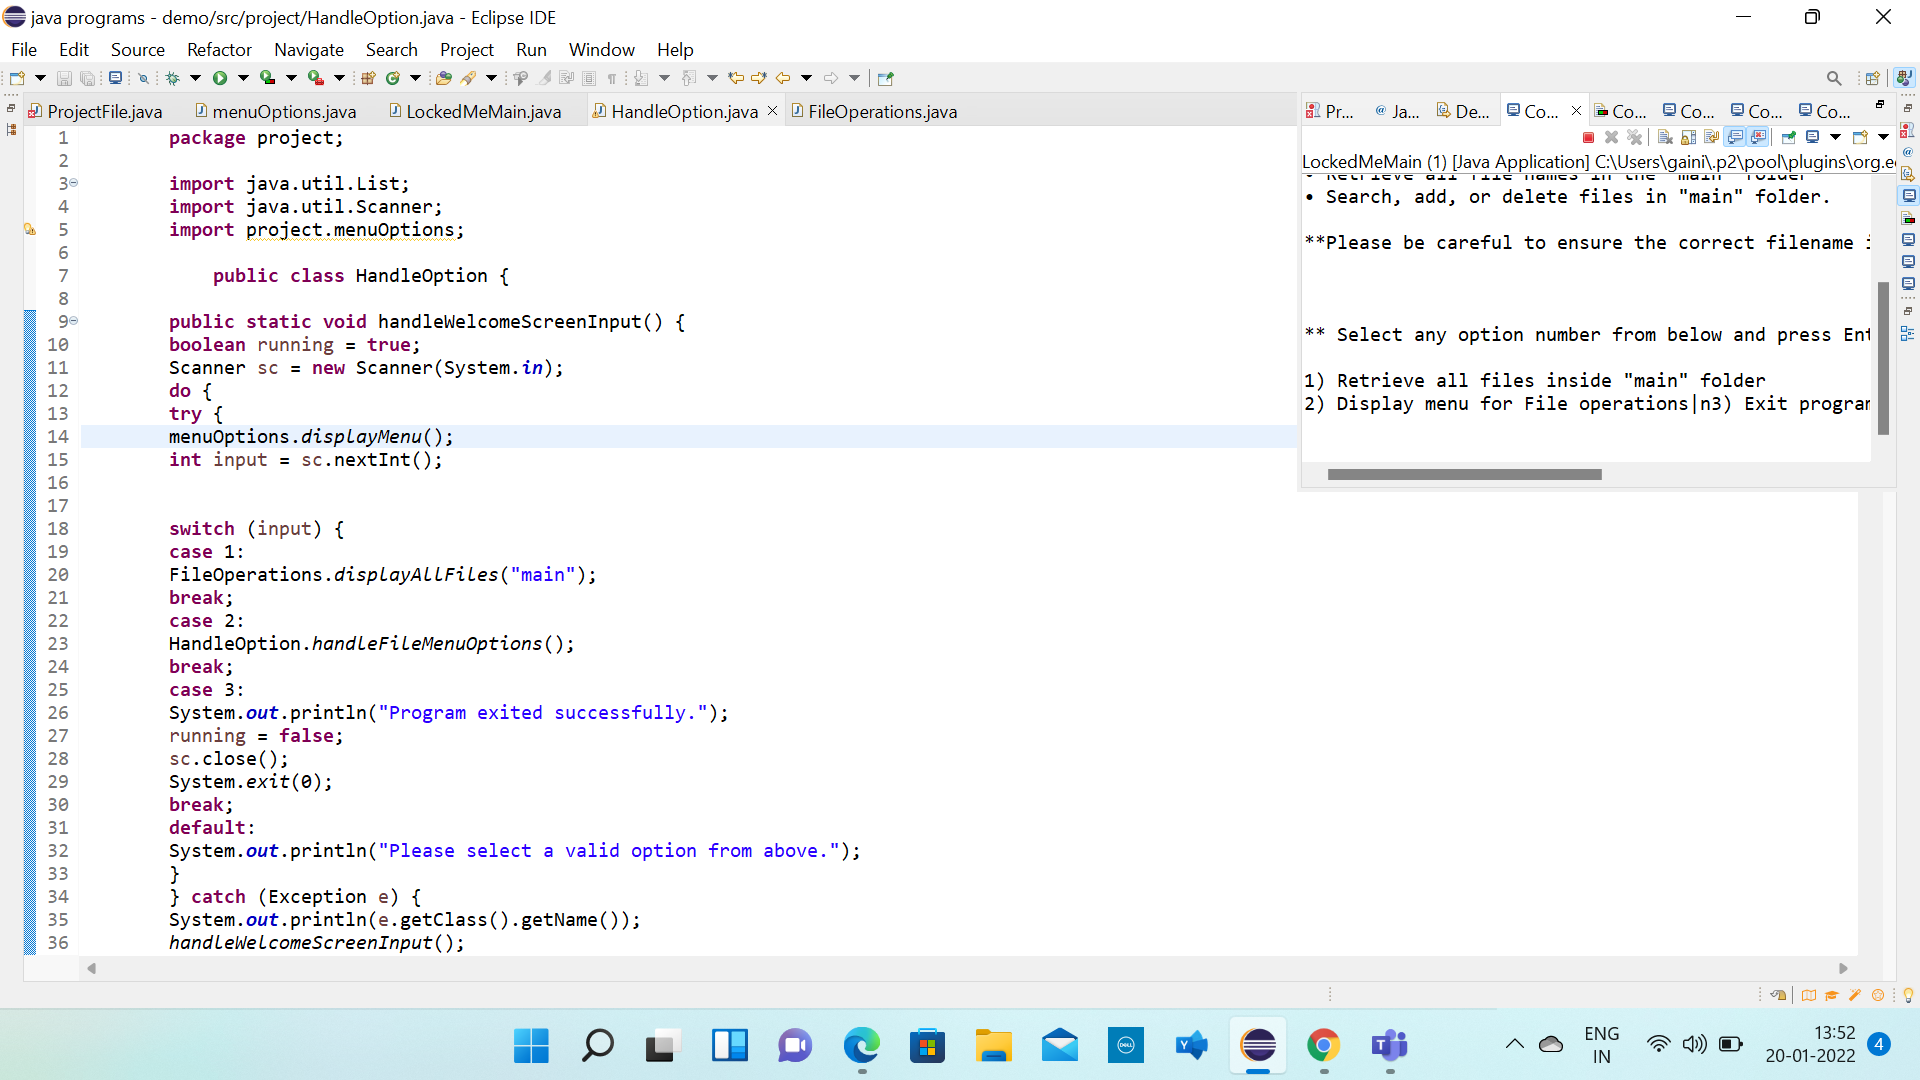 java programs - demo/src/project/HandleOption.java - Eclipse IDE
File Edit Source Refactor Navigate Search Project Run Window Help
ProjectFile.java menuOptions.java LockedMeMain.java HandleOption.java FileOperations.java
1 package project;
2
3 import java.util.List;
4 import java.util.Scanner;
5 import project.menuOptions;
6
7 public class HandleOption {
8
9 public static void handleWelcomeScreenInput() {
10 boolean running = true;
11 Scanner sc = new Scanner(System.in);
12 do {
13 try {
14 menuOptions.displayMenu();
15 int input = sc.nextInt();
16
17
18 switch (input) {
19 case 1:
20 FileOperations.displayAllFiles("main");
21 break;
22 case 2:
23 HandleOption.handleFileMenuOptions();
24 break;
25 case 3:
26 System.out.println("Program exited successfully.");
27 running = false;
28 sc.close();
29 System.exit(0);
30 break;
31 default:
32 System.out.println("Please select a valid option from above.");
33 }
34 } catch (Exception e) {
35 System.out.println(e.getClass().getName());
36 handleWelcomeScreenInput();
Pr... @ Ja... De... Co... Co... Co... Co... Co...
LockedMeMain (1) [Java Application] C:\Users\gaini\.p2\pool\plugins\org.e
• Retrieve all file names in the "main" folder
• Search, add, or delete files in "main" folder.
**Please be careful to ensure the correct filename
** Select any option number from below and press Ent
1) Retrieve all files inside "main" folder
2) Display menu for File operations|n3) Exit program
DELL
ENG
IN
13:52
20-01-2022
4